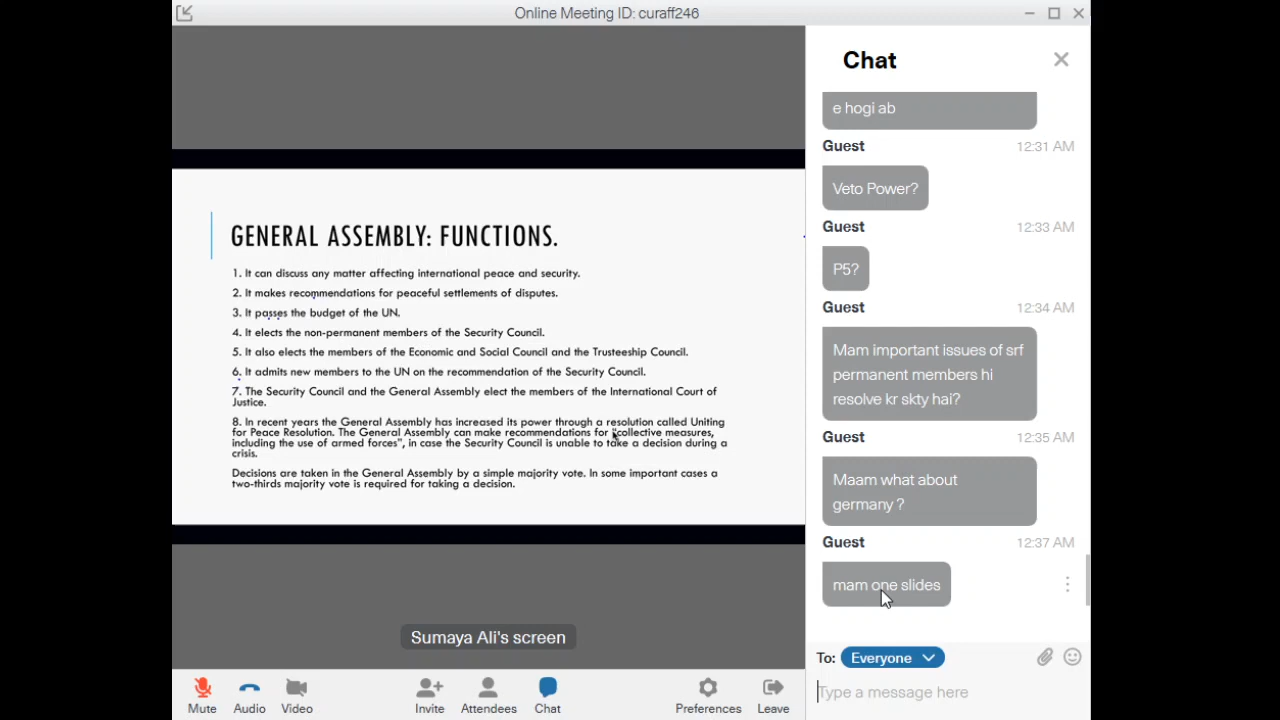 Online Meeting ID: curaff246
GENERAL ASSEMBLY: FUNCTIONS.
1. It can discuss any matter affecting international peace and security.
2. It makes recommendations for peaceful settlements of disputes.
3. It passes the budget of the UN.
4. It elects the non-permanent members of the Security Council.
5. It also elects the members of the Economic and Social Council and the Trusteeship Council.
6. It admits new members to the UN on the recommendation of the Security Council.
7. The Security Council and the General Assembly elect the members of the International Court of
Justice.
8. In recent years the General Assembly has increased its power through a resolution called Uniting
for Peace Resolution. The General Assembly can make recommendations for "collective measures,
including the use of armed forces", in case the Security Council is unable to take a decision during a
crisis.
Decisions are taken in the General Assembly by a simple majority vote. In some important cases a
two-thirds majority vote is required for taking a decision.
Sumaya Ali's screen
Mute
Audio
Video
Invite
Attendees
Chat
Preferences
Leave
Chat
e hogi ab
Guest 12:31 AM
Veto Power?
Guest 12:33 AM
P5?
Guest 12:34 AM
Mam important issues of srf
permanent members hi
resolve kr skty hai?
Guest 12:35 AM
Maam what about
germany ?
Guest 12:37 AM
mam one slides
To: Everyone
Type a message here